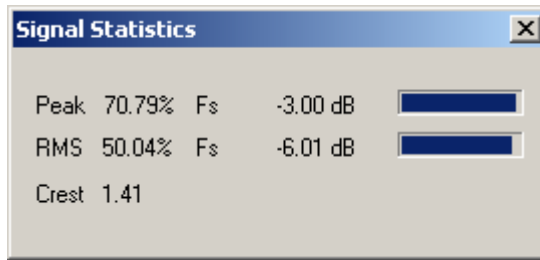 Signal Statistics
Peak 70.79% Fs -3.00 dB
RMS 50.04% Fs -6.01 dB
Crest 1.41